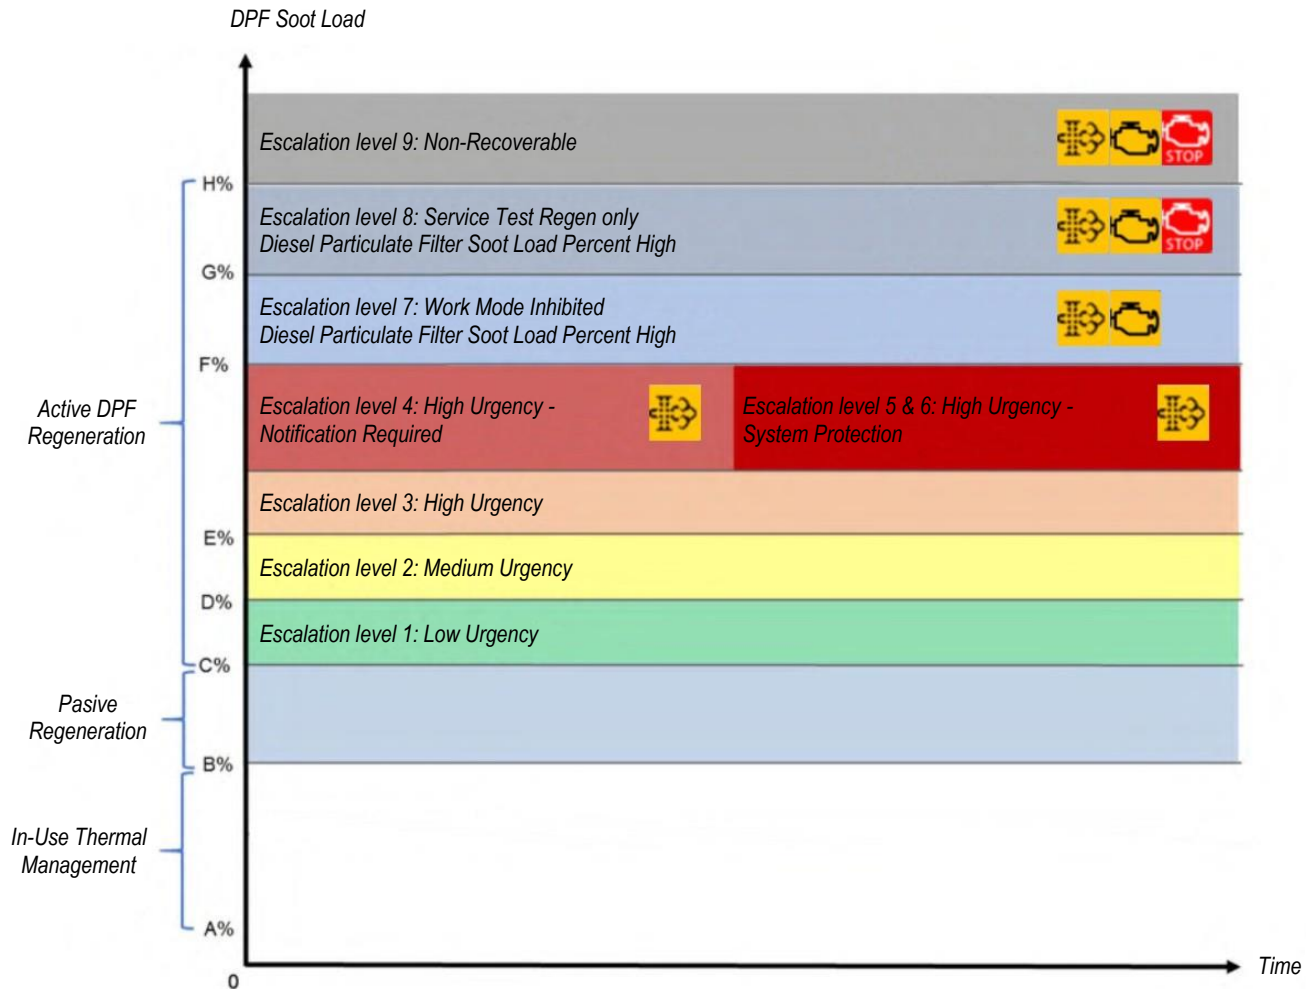 DPF Soot Load
Escalation level 9: Non-Recoverable
STOP
H%
Escalation level 8: Service Test Regen only
Diesel Particulate Filter Soot Load Percent High
STOP
G%
Escalation level 7: Work Mode Inhibited
Diesel Particulate Filter Soot Load Percent High
F%
Active DPF
Regeneration
Escalation level 4: High Urgency -
Notification Required
Escalation level 5 & 6: High Urgency -
System Protection
Escalation level 3: High Urgency
E%
Escalation level 2: Medium Urgency
D%
Escalation level 1: Low Urgency
C%
Pasive
Regeneration
B%
In-Use Thermal
Management
A%
0
Time